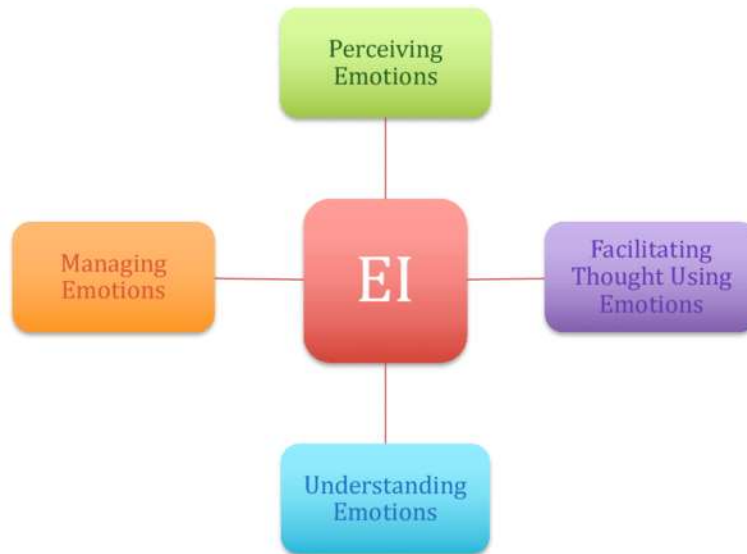 Perceiving
Emotions
Managing
Emotions
EI
Facilitating
Thought Using
Emotions
Understanding
Emotions